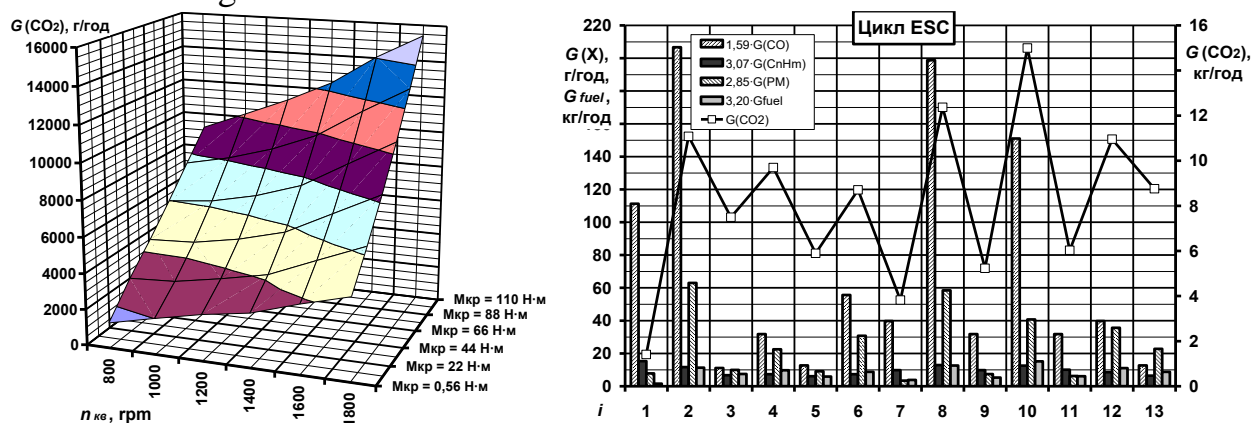 g
G (CO₂), г/год
16000
14000
12000
10000
8000
6000
4000
2000
0
800
1000
1200
1400
1600
1800
n кв, rpm
Мкр = 110 Н·м
Мкр = 88 Н·м
Мкр = 66 Н·м
Мкр = 44 Н·м
Мкр = 22 Н·м
Мкр = 0,56 Н·м
Цикл ESC
G (X),
г/год,
G fuel ,
кг/год
220
200
180
140
120
100
80
60
40
20
0
1,59·G(CO)
3,07·G(CnHm)
2,85·G(PM)
3,20·Gfuel
G(CO2)
G (CO₂),
кг/год
16
14
12
10
8
6
4
2
0
i 1 2 3 4 5 6 7 8 9 10 11 12 13